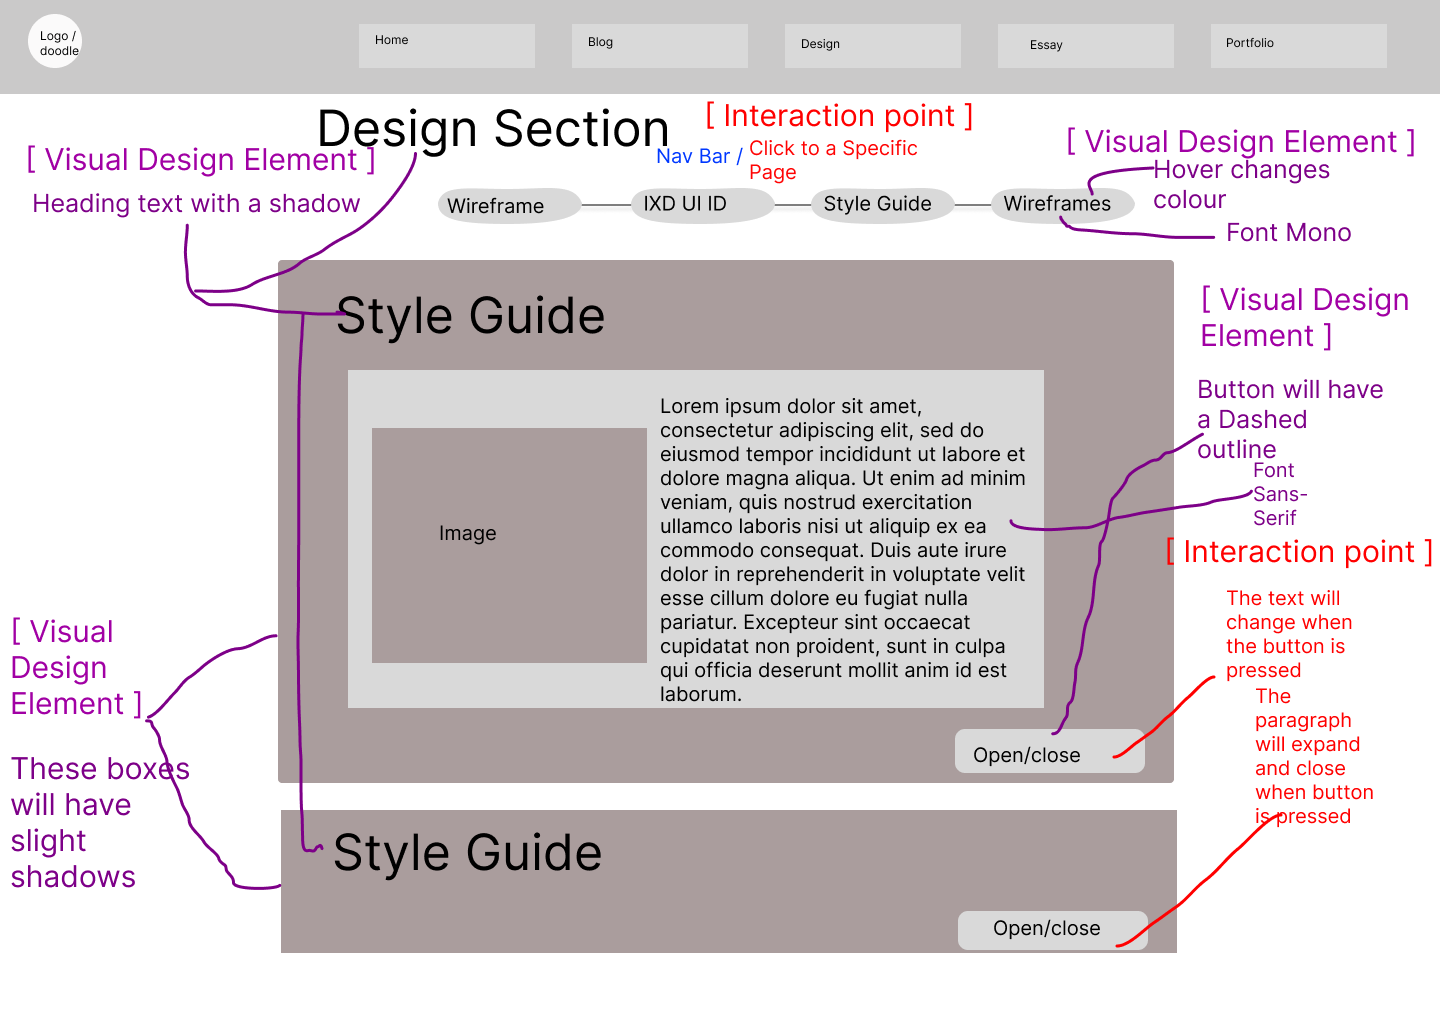 Logo /
doodle
Home
Blog
Design
Essay
Portfolio
Design Section
[ Interaction point ]
Nav Bar /
Click to a Specific
Page
[ Visual Design Element ]
Heading text with a shadow
[ Visual Design Element ]
Hover changes
colour
Font Mono
Wireframe
IXD UI ID
Style Guide
Wireframes
Style Guide
Image
Lorem ipsum dolor sit amet,
consectetur adipiscing elit, sed do
eiusmod tempor incididunt ut labore et
dolore magna aliqua. Ut enim ad minim
veniam, quis nostrud exercitation
ullamco laboris nisi ut aliquip ex ea
commodo consequat. Duis aute irure
dolor in reprehenderit in voluptate velit
esse cillum dolore eu fugiat nulla
pariatur. Excepteur sint occaecat
cupidatat non proident, sunt in culpa
qui officia deserunt mollit anim id est
laborum.
Open/close
[ Visual Design
Element ]
Button will have
a Dashed
outline
Font
Sans-
Serif
[ Interaction point ]
The text will
change when
the button is
pressed
The
paragraph
will expand
and close
when button
is pressed
[ Visual
Design
Element ]
These boxes
will have
slight
shadows
Style Guide
Open/close